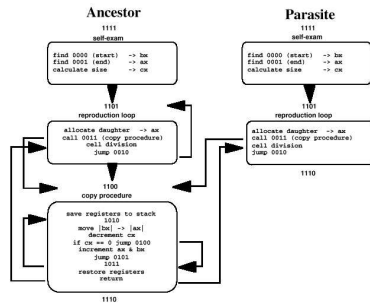 Ancestor
1111
self-exam
find 0000 (start) -> bx
find 0001 (end) -> ax
calculate size -> cx
1101
reproduction loop
allocate daughter -> ax
call 0011 (copy procedure)
cell division
jump 0010
1100
copy procedure
save registers to stack
1010
move |bx| -> |ax|
decrement cx
if cx == 0 jump 0100
increment ax & bx
jump 0101
1011
restore registers
return
1110
Parasite
1111
self-exam
find 0000 (start) -> bx
find 0001 (end) -> ax
calculate size -> cx
1101
reproduction loop
allocate daughter -> ax
call 0011 (copy procedure)
cell division
jump 0010
1110